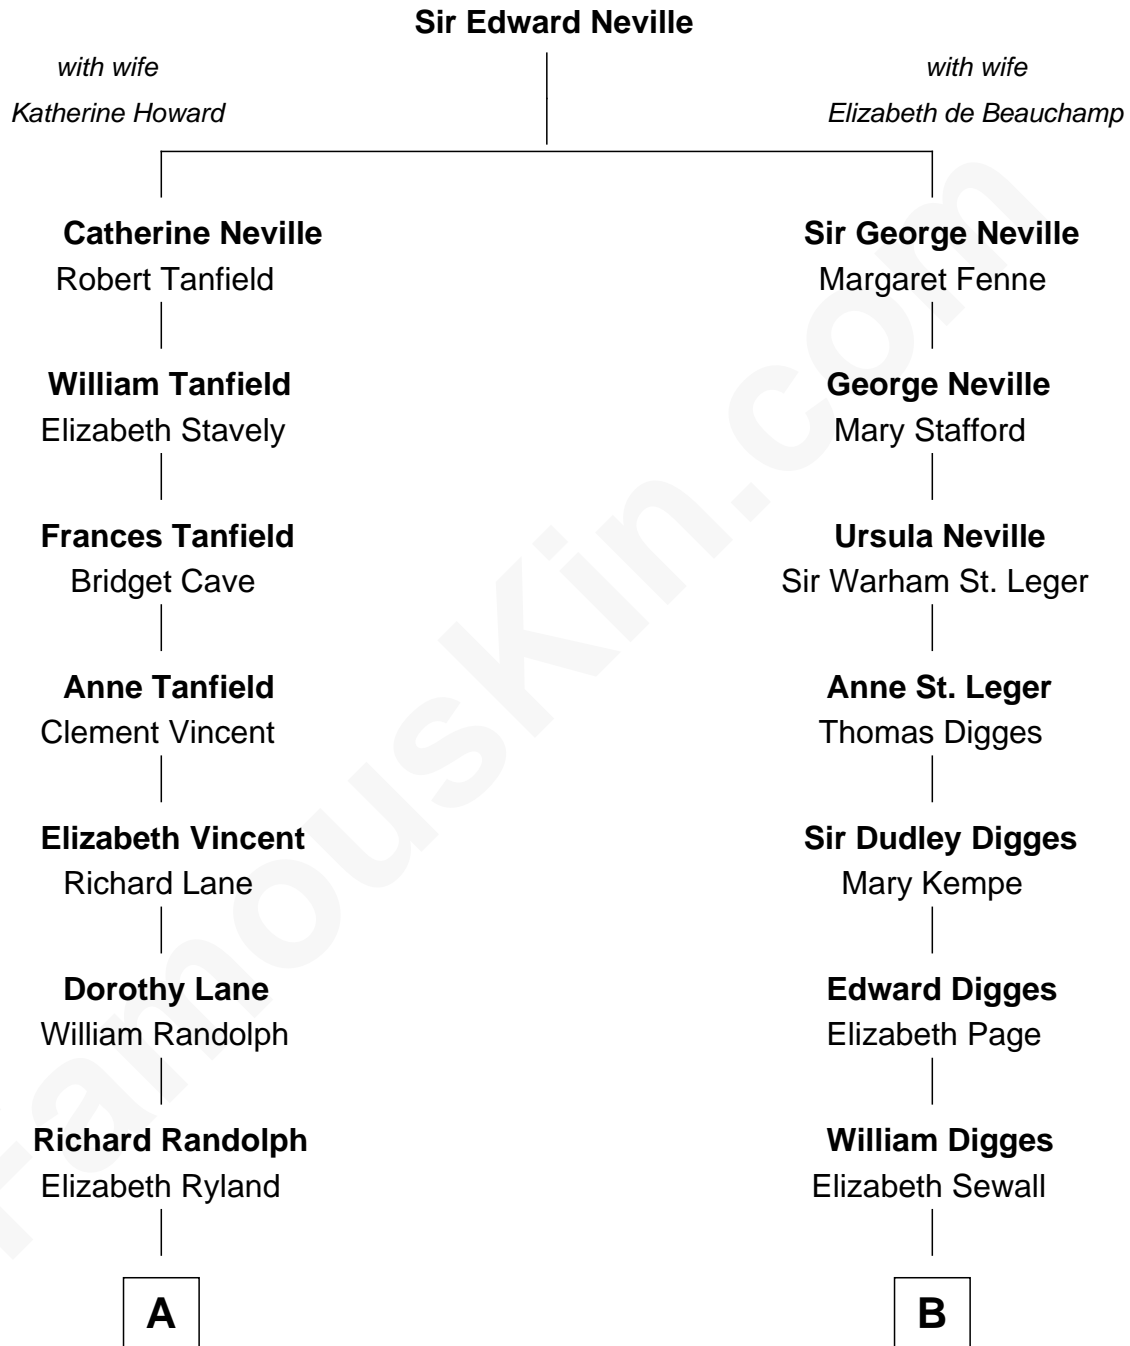 Sir Edward Neville
with wife
Katherine Howard
with wife
Elizabeth de Beauchamp
Catherine Neville
Robert Tanfield
Sir George Neville
Margaret Fenne
William Tanfield
Elizabeth Stavely
George Neville
Mary Stafford
Frances Tanfield
Bridget Cave
Ursula Neville
Sir Warham St. Leger
Anne Tanfield
Clement Vincent
Anne St. Leger
Thomas Digges
Elizabeth Vincent
Richard Lane
Sir Dudley Digges
Mary Kempe
Dorothy Lane
William Randolph
Edward Digges
Elizabeth Page
Richard Randolph
Elizabeth Ryland
William Digges
Elizabeth Sewall
A
B
FamousKin.com